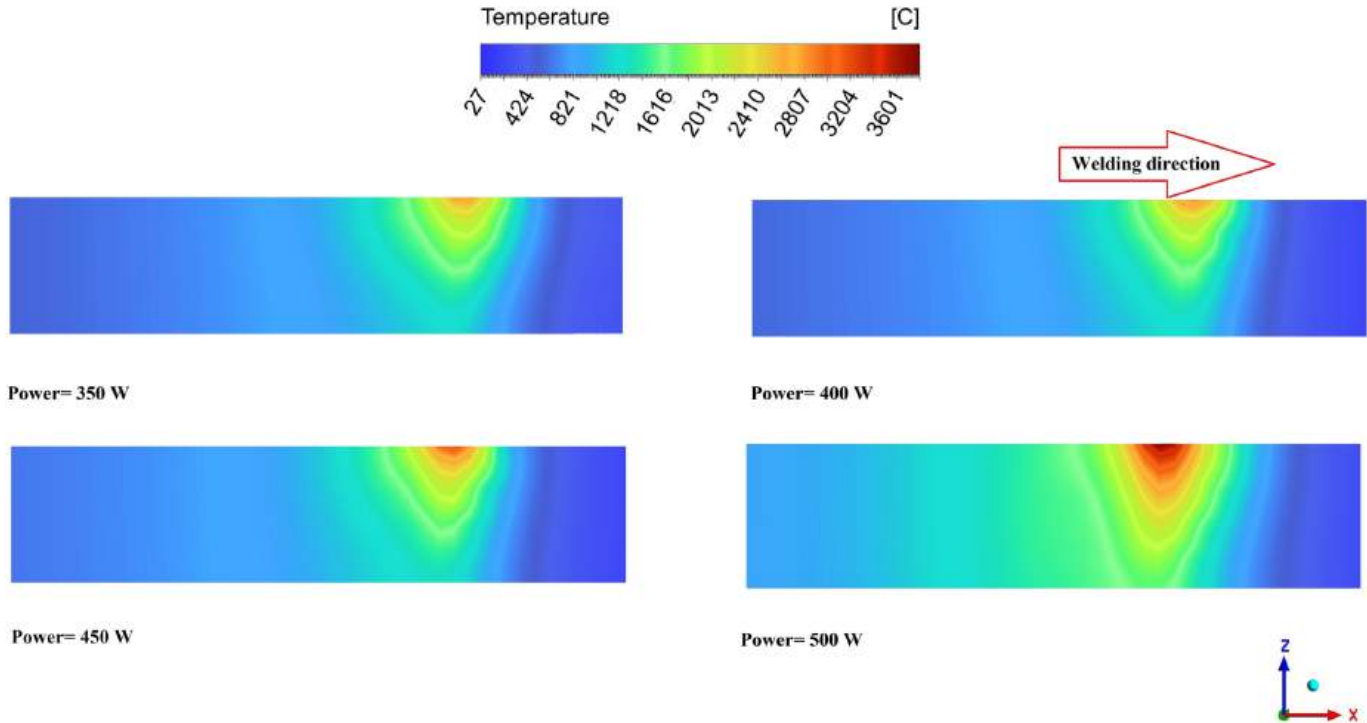 Temperature [C]
27 424 821 1218 1616 2013 2410 2807 3204 3601
Welding direction
Power= 350 W
Power= 400 W
Power= 450 W
Power= 500 W
Z
X